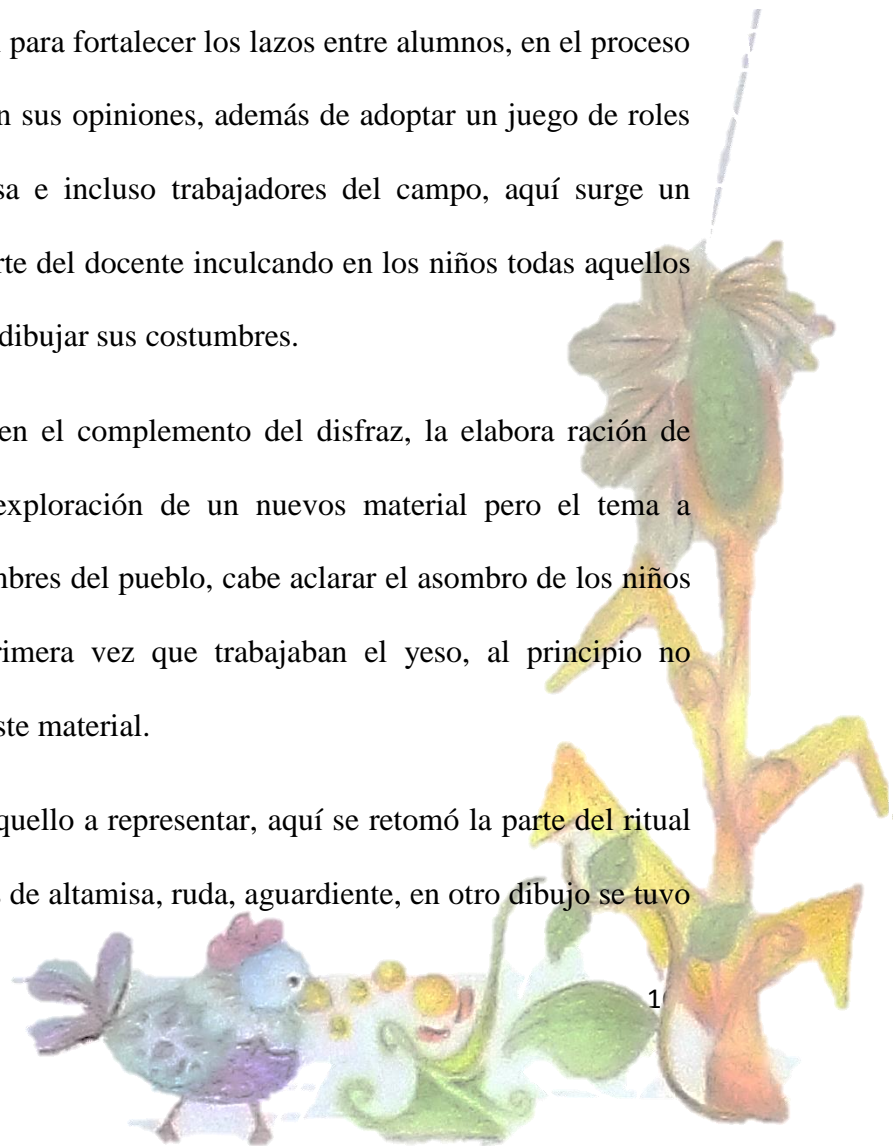 para fortalecer los lazos entre alumnos, en el proceso
n sus opiniones, además de adoptar un juego de roles
sa e incluso trabajadores del campo, aquí surge un
rte del docente inculcando en los niños todas aquellos
dibujar sus costumbres.
en el complemento del disfraz, la elabora ración de
exploración de un nuevos material pero el tema a
mbres del pueblo, cabe aclarar el asombro de los niños
rimera vez que trabajaban el yeso, al principio no
ste material.
quello a representar, aquí se retomó la parte del ritual
s de altamisa, ruda, aguardiente, en otro dibujo se tuvo